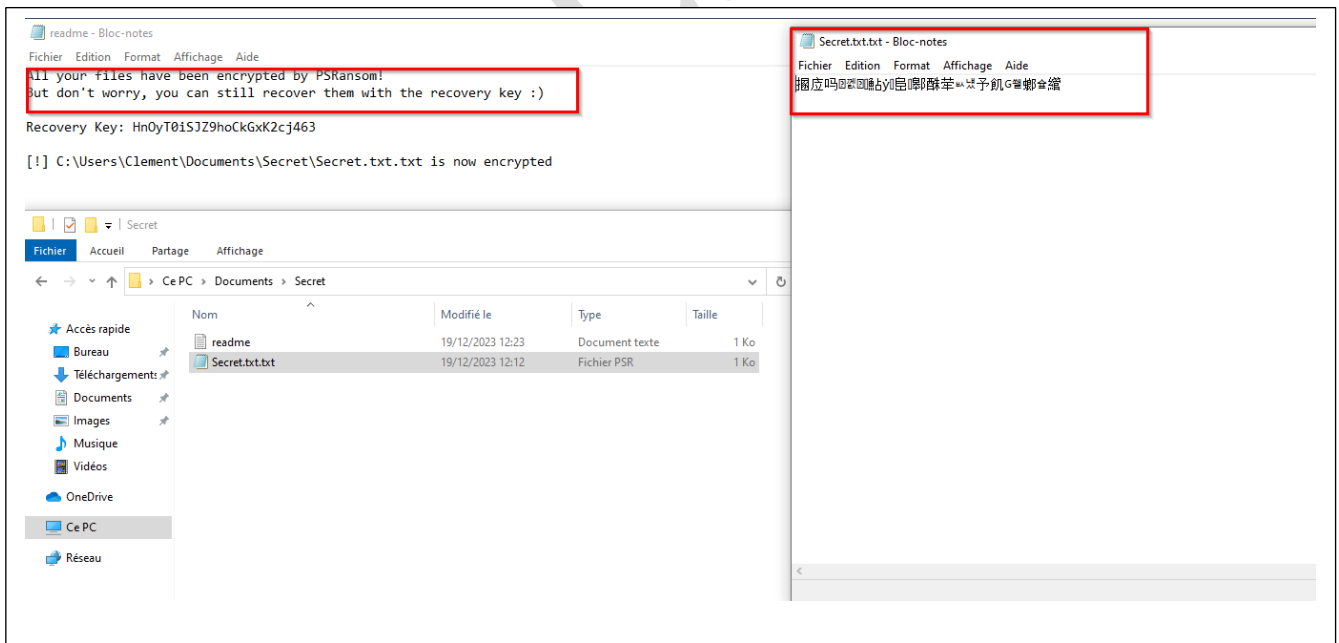 readme - Bloc-notes
Fichier Edition Format Affichage Aide
All your files have been encrypted by PSRansom!
But don't worry, you can still recover them with the recovery key :)
Recovery Key: HnOyT0iSJZ9hoCkGxK2cj463
[!] C:\Users\Clement\Documents\Secret\Secret.txt.txt is now encrypted
Secret.txt.txt - Bloc-notes
Fichier Edition Format Affichage Aide
Secret
Fichier Accueil Partage Affichage
Ce PC > Documents > Secret
Nom Modifié le Type Taille
readme 19/12/2023 12:23 Document texte 1 Ko
Secret.txt.txt 19/12/2023 12:12 Fichier PSR 1 Ko
Accès rapide
Bureau
Téléchargements
Documents
Images
Musique
Vidéos
OneDrive
Ce PC
Réseau